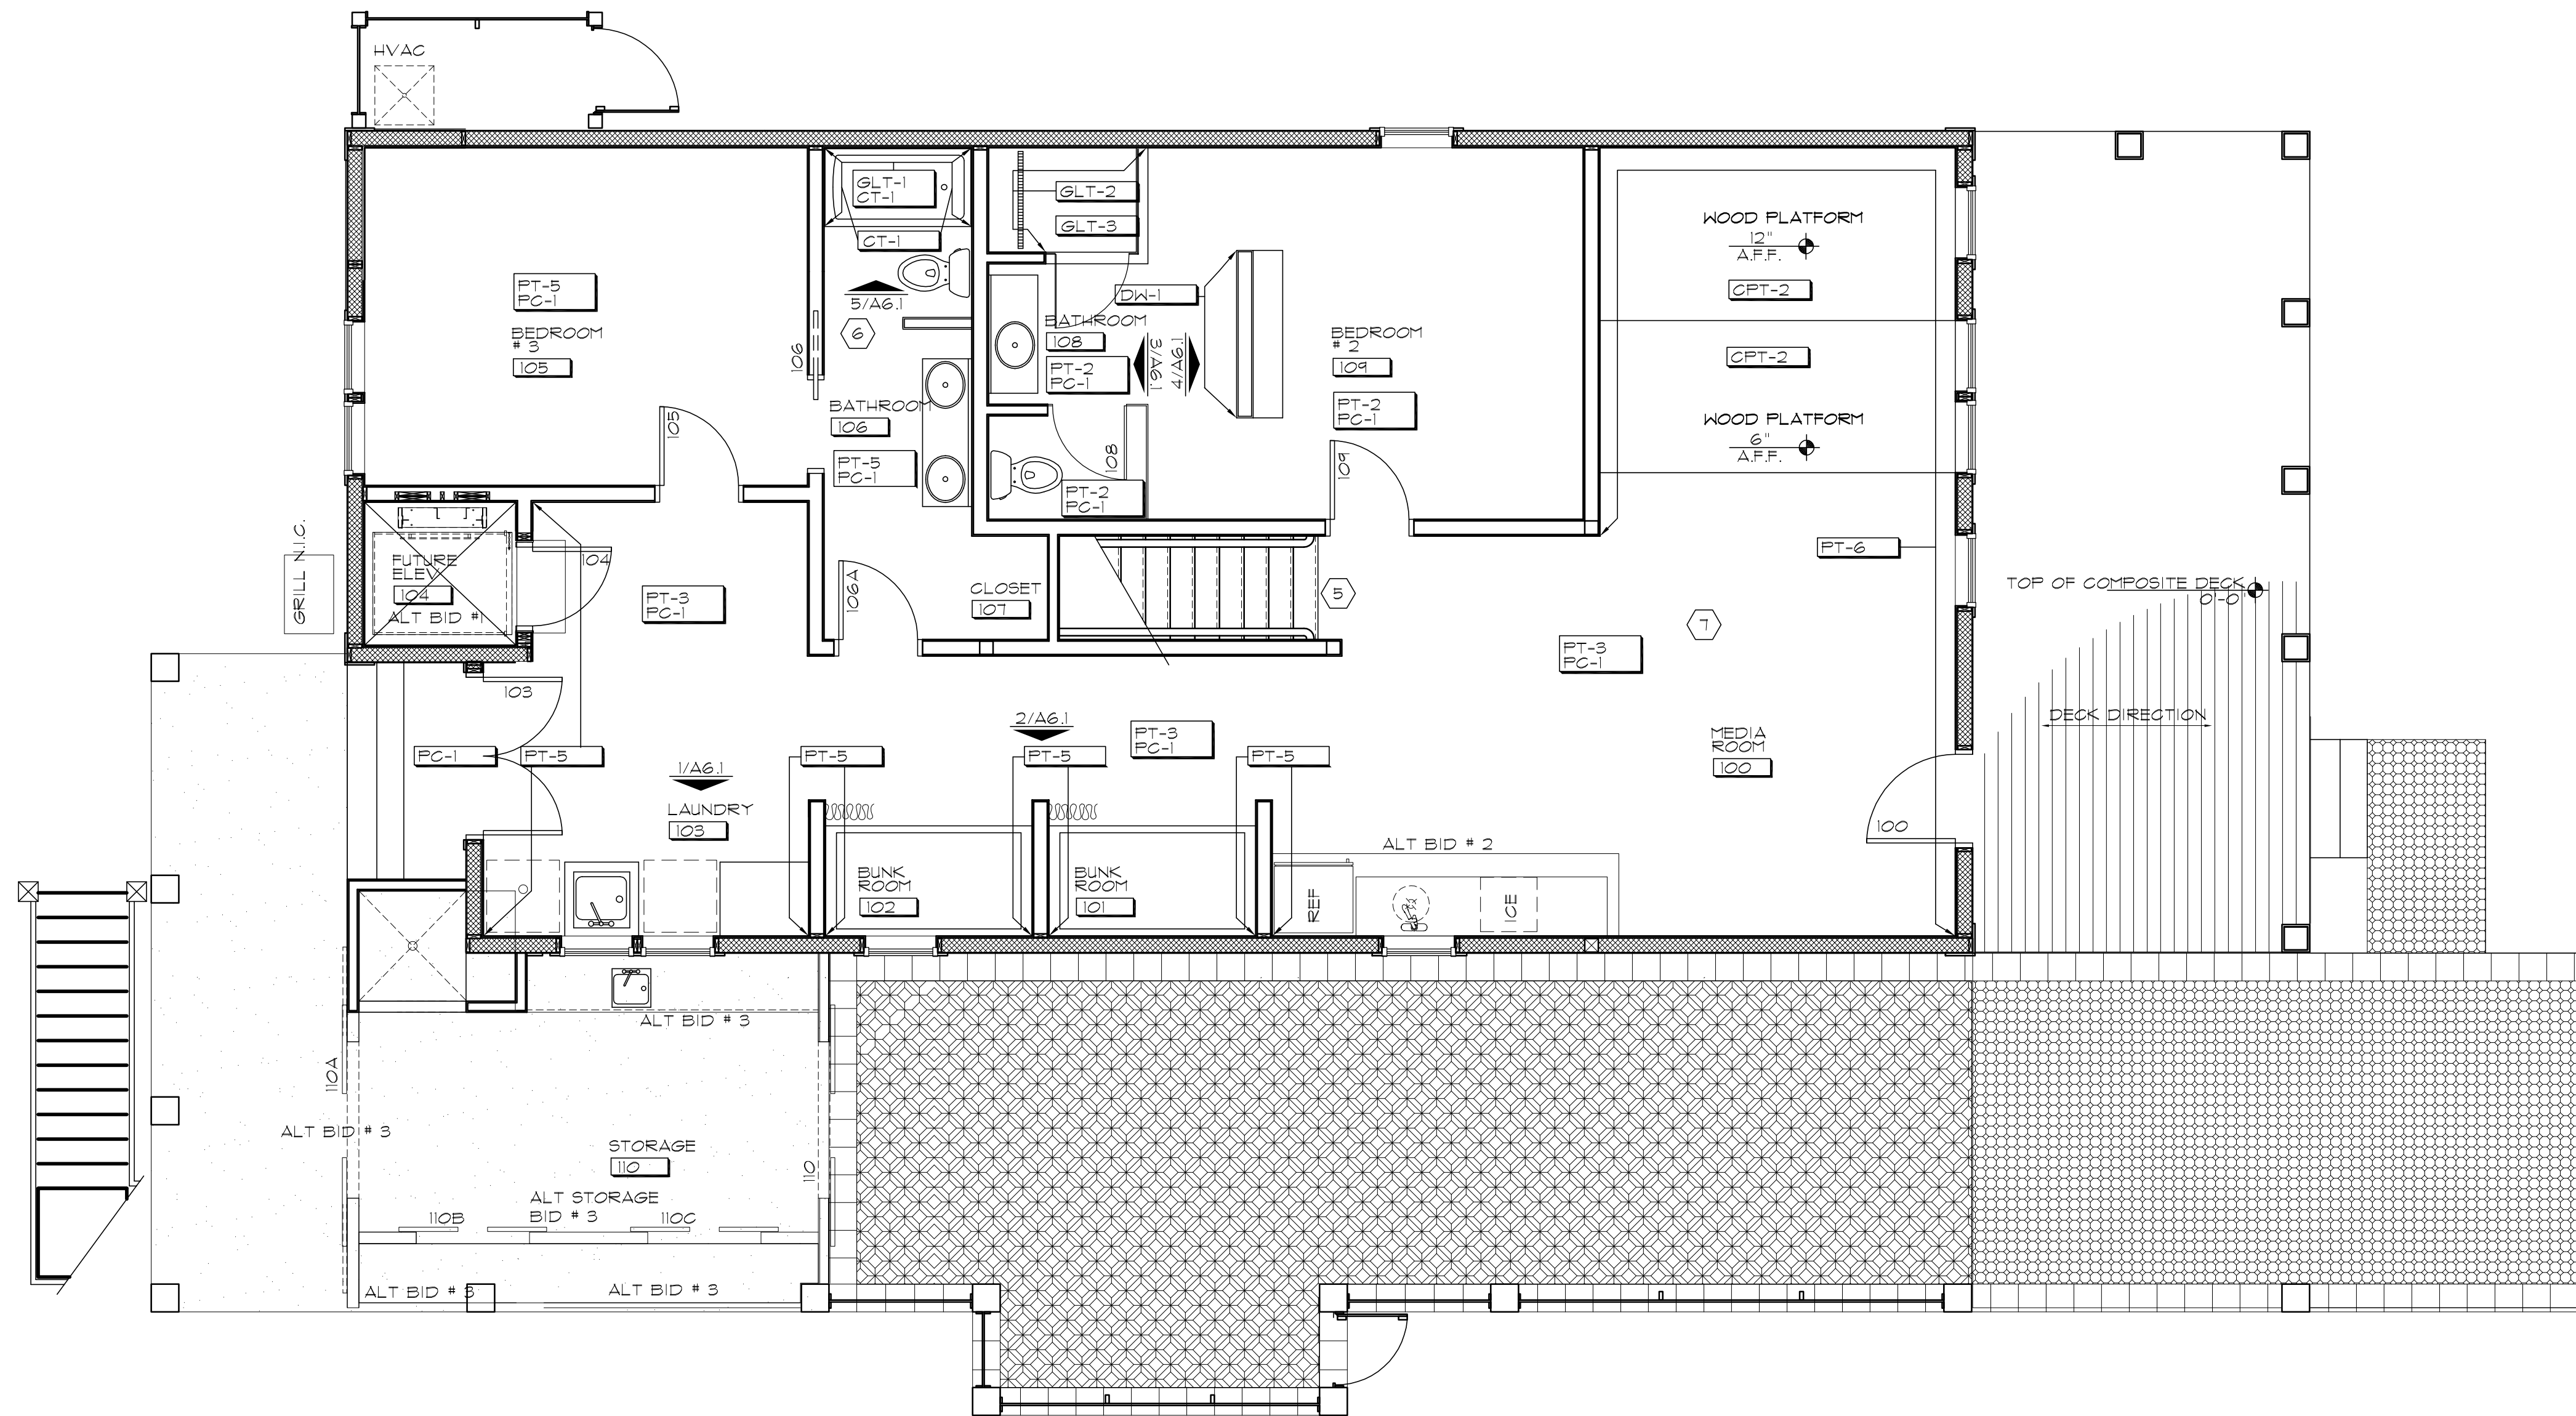 HVAC
GLT-1
CT-1
GLT-2
GLT-3
CT-1
WOOD PLATFORM
12"
A.F.F.
CPT-2
PT-5
PC-1
BEDROOM
# 3
105
5/A6.1
6
106
DW-1
BATHROOM
108
PT-2
PC-1
3/A6.1
4/A6.1
BEDROOM
# 2
109
PT-2
PC-1
CPT-2
WOOD PLATFORM
6"
A.F.F.
105
BATHROOM
106
PT-5
PC-1
108
PT-2
PC-1
109
GRILL N.I.C.
FUTURE
ELEV
104
ALT BID #1
104
PT-3
PC-1
106A
CLOSET
107
5
PT-6
7
PT-3
PC-1
TOP OF COMPOSITE DECK
0'-0"
103
DECK DIRECTION
PC-1
PT-5
1/A6.1
PT-5
2/A6.1
PT-5
PT-3
PC-1
PT-5
MEDIA
ROOM
100
LAUNDRY
103
100
BUNK
ROOM
102
BUNK
ROOM
101
ALT BID # 2
REF
ICE
ALT BID # 3
110A
ALT BID # 3
STORAGE
110
110
ALT STORAGE
BID # 3
110B
110C
ALT BID # 3
ALT BID # 3